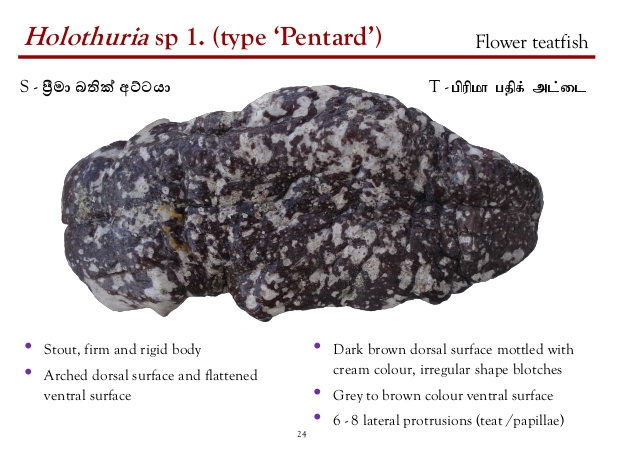 Holothuria sp 1. (type ‘Pentard’)
Flower teatfish
S - ප්‍රීමා බතික් අට්ටයා
T - பிரிமா பதிக் அட்டை
• Stout, firm and rigid body
• Arched dorsal surface and flattened
ventral surface
• Dark brown dorsal surface mottled with
cream colour, irregular shape blotches
• Grey to brown colour ventral surface
• 6 - 8 lateral protrusions (teat /papillae)
24